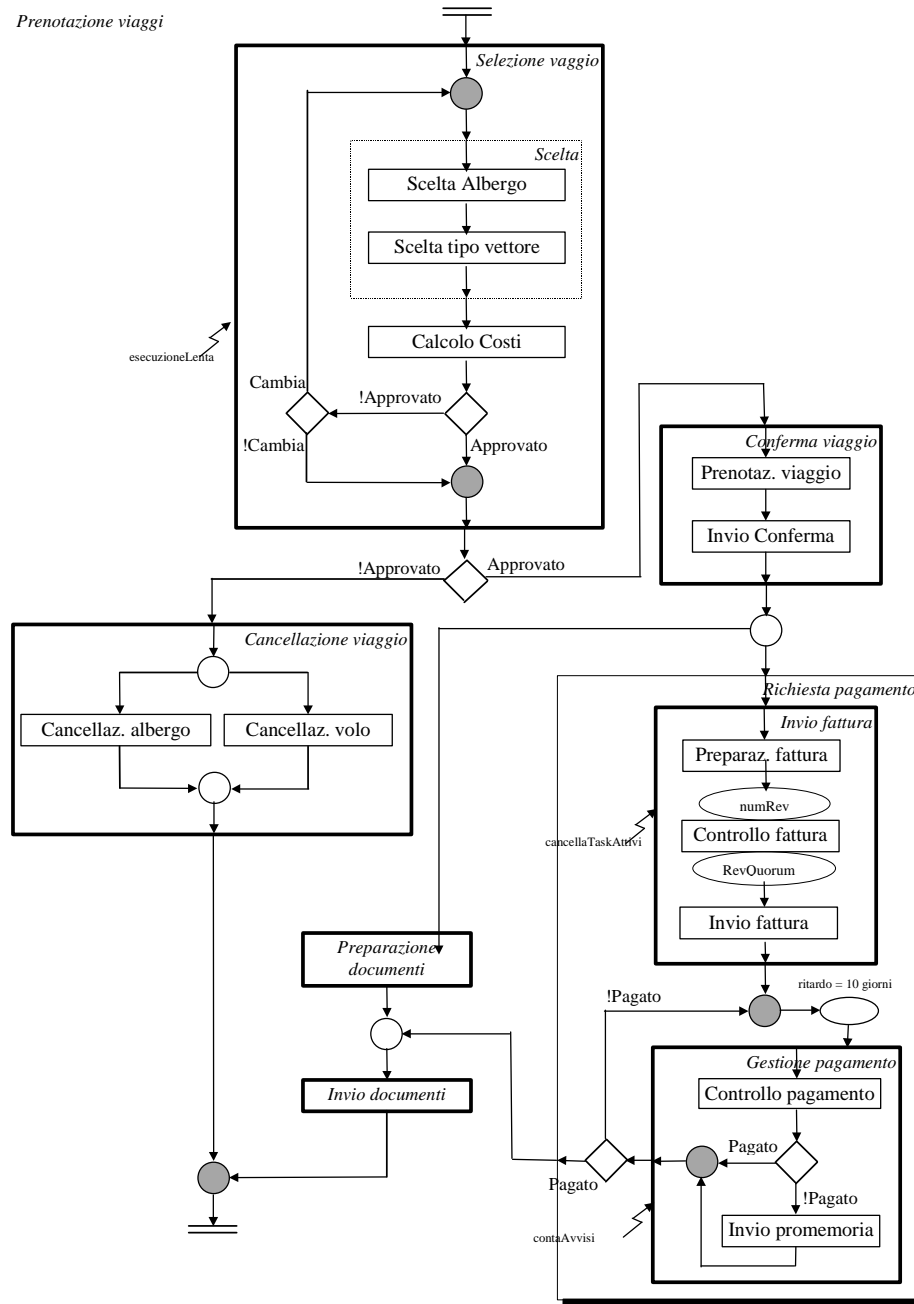 Prenotazione viaggi
Selezione vaggio
Scelta
Scelta Albergo
Scelta tipo vettore
Calcolo Costi
esecuzioneLenta
Cambia
!Approvato
!Cambia
Approvato
Conferma viaggio
Prenotaz. viaggio
Invio Conferma
!Approvato
Approvato
Cancellazione viaggio
Cancellaz. albergo
Cancellaz. volo
Richiesta pagamento
Invio fattura
Preparaz. fattura
numRev
Controllo fattura
cancellaTaskAttivi
RevQuorum
Invio fattura
Preparazione
documenti
ritardo = 10 giorni
!Pagato
Gestione pagamento
Controllo pagamento
Invio documenti
Pagato
Pagato
!Pagato
Invio promemoria
contaAvvisi